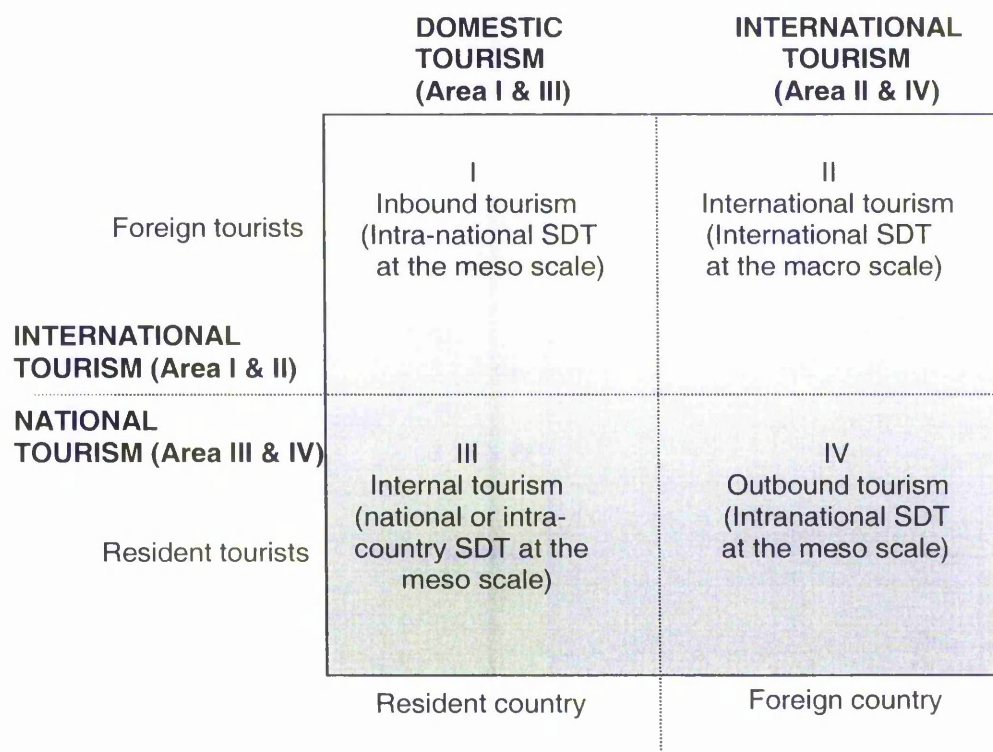 DOMESTIC
TOURISM
(Area I & III)
INTERNATIONAL
TOURISM
(Area II & IV)
Foreign tourists
I
Inbound tourism
(Intra-national SDT
at the meso scale)
II
International tourism
(International SDT
at the macro scale)
INTERNATIONAL
TOURISM (Area I & II)
NATIONAL
TOURISM (Area III & IV)
Resident tourists
III
Internal tourism
(national or intra-
country SDT at the
meso scale)
IV
Outbound tourism
(Intranational SDT
at the meso scale)
Resident country
Foreign country